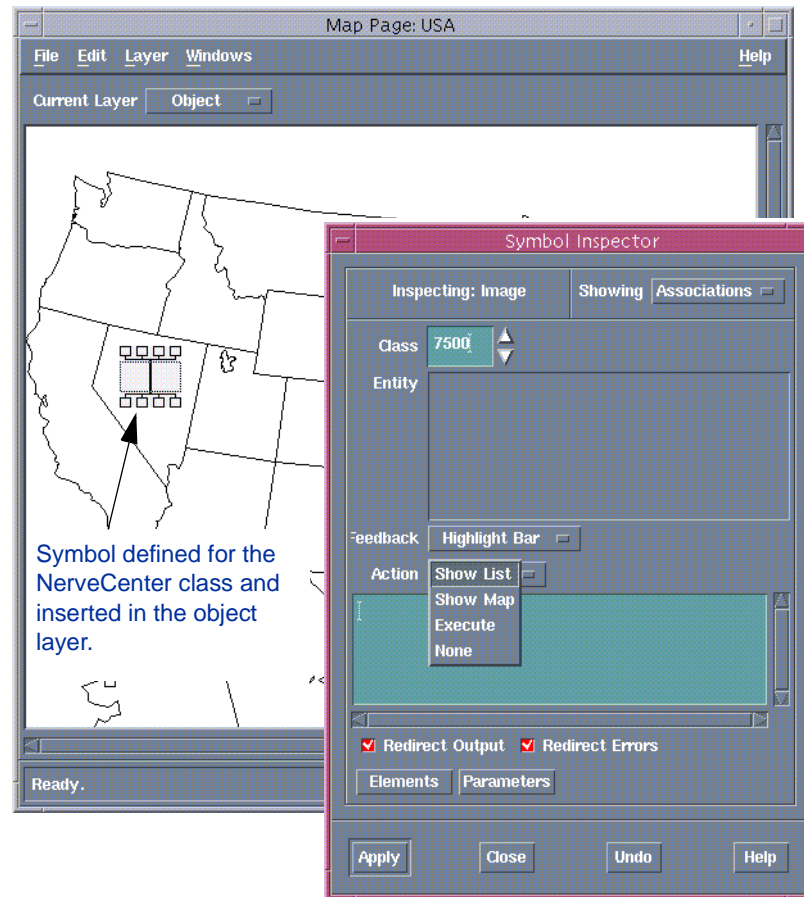 Map Page: USA
File Edit Layer Windows Help
Current Layer Object
Symbol defined for the
NerveCenter class and
inserted in the object
layer.
Ready.
Symbol Inspector
Inspecting: Image Showing Associations
Class 7500
Entity
Feedback Highlight Bar
Action Show List
Show Map
Execute
None
Redirect Output Redirect Errors
Elements Parameters
Apply Close Undo Help